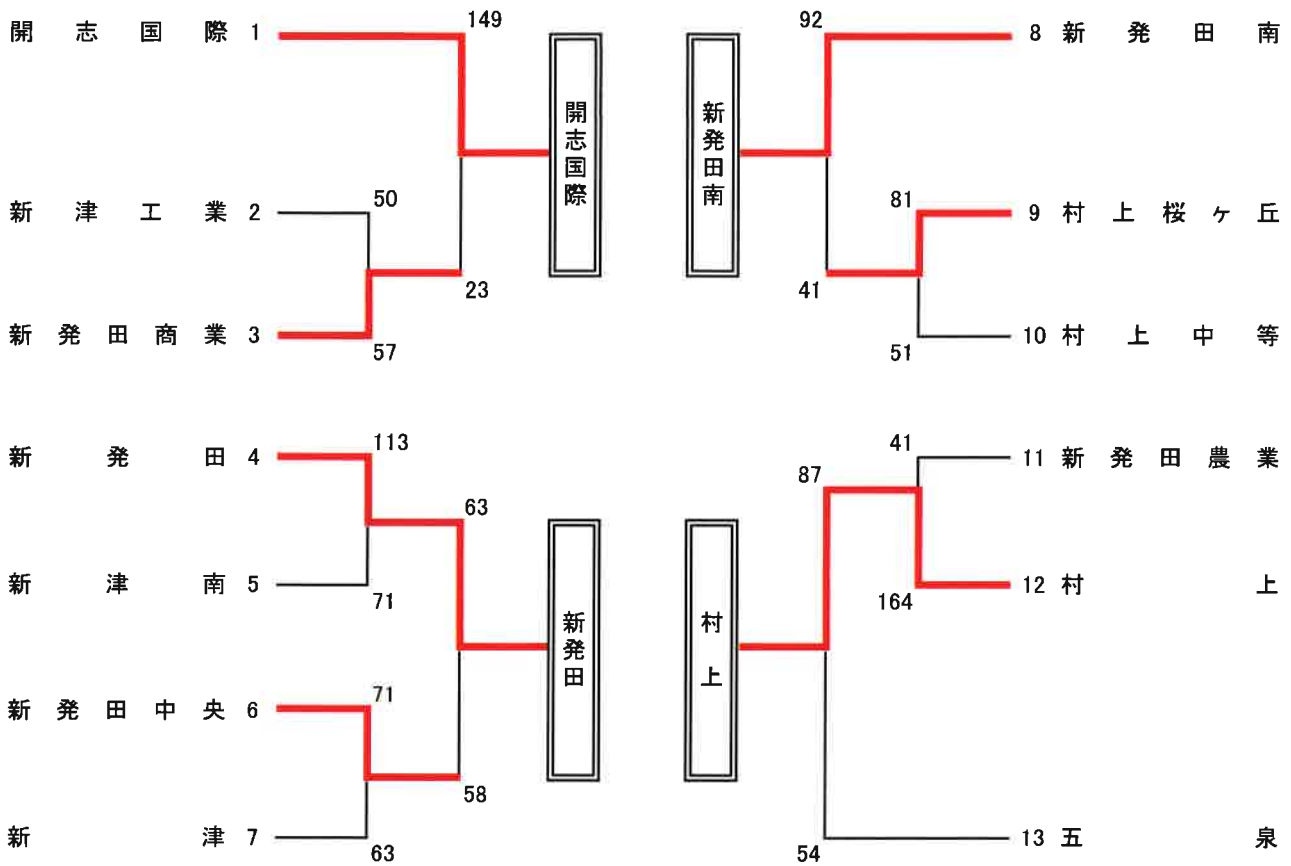 149
92
開志国際 1
8 新発田南
開志国際
新発田南
新津工業 2
50
81
9 村上桜ヶ丘
23
41
新発田商業 3
57
51
10 村上中等
新発田 4
113
41
11 新発田農業
63
87
新津南 5
71
164
12 村上
新発田
村上
新発田中央 6
71
58
新津 7
63
54
13 五泉